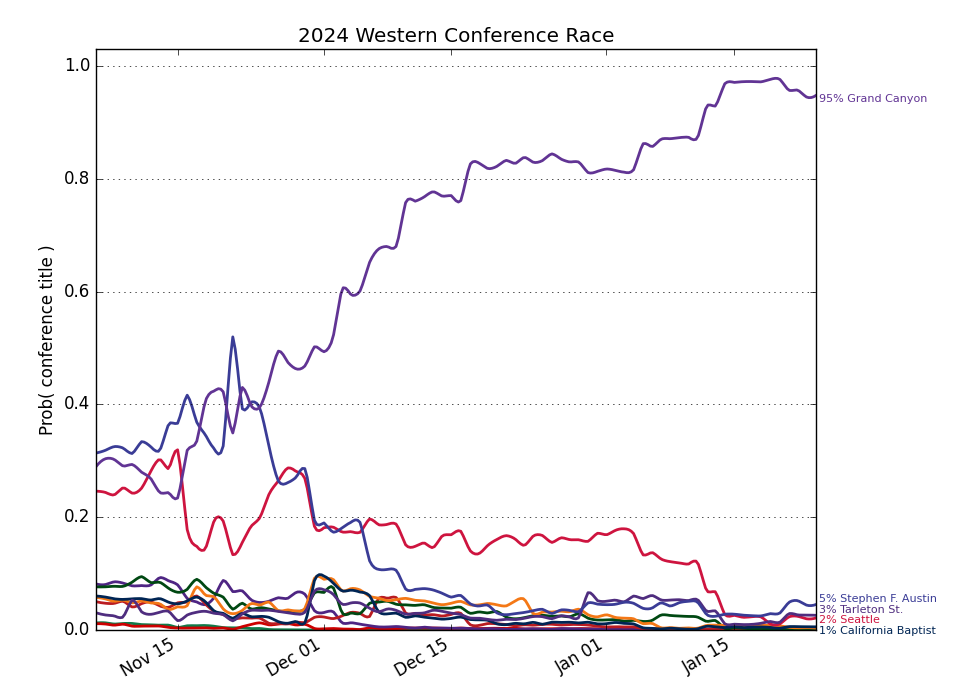 2024 Western Conference Race
Prob( conference title )
1.0
0.8
0.6
0.4
0.2
0.0
95% Grand Canyon
5% Stephen F. Austin
3% Tarleton St.
2% Seattle
1% California Baptist
Nov 15
Dec 01
Dec 15
Jan 01
Jan 15